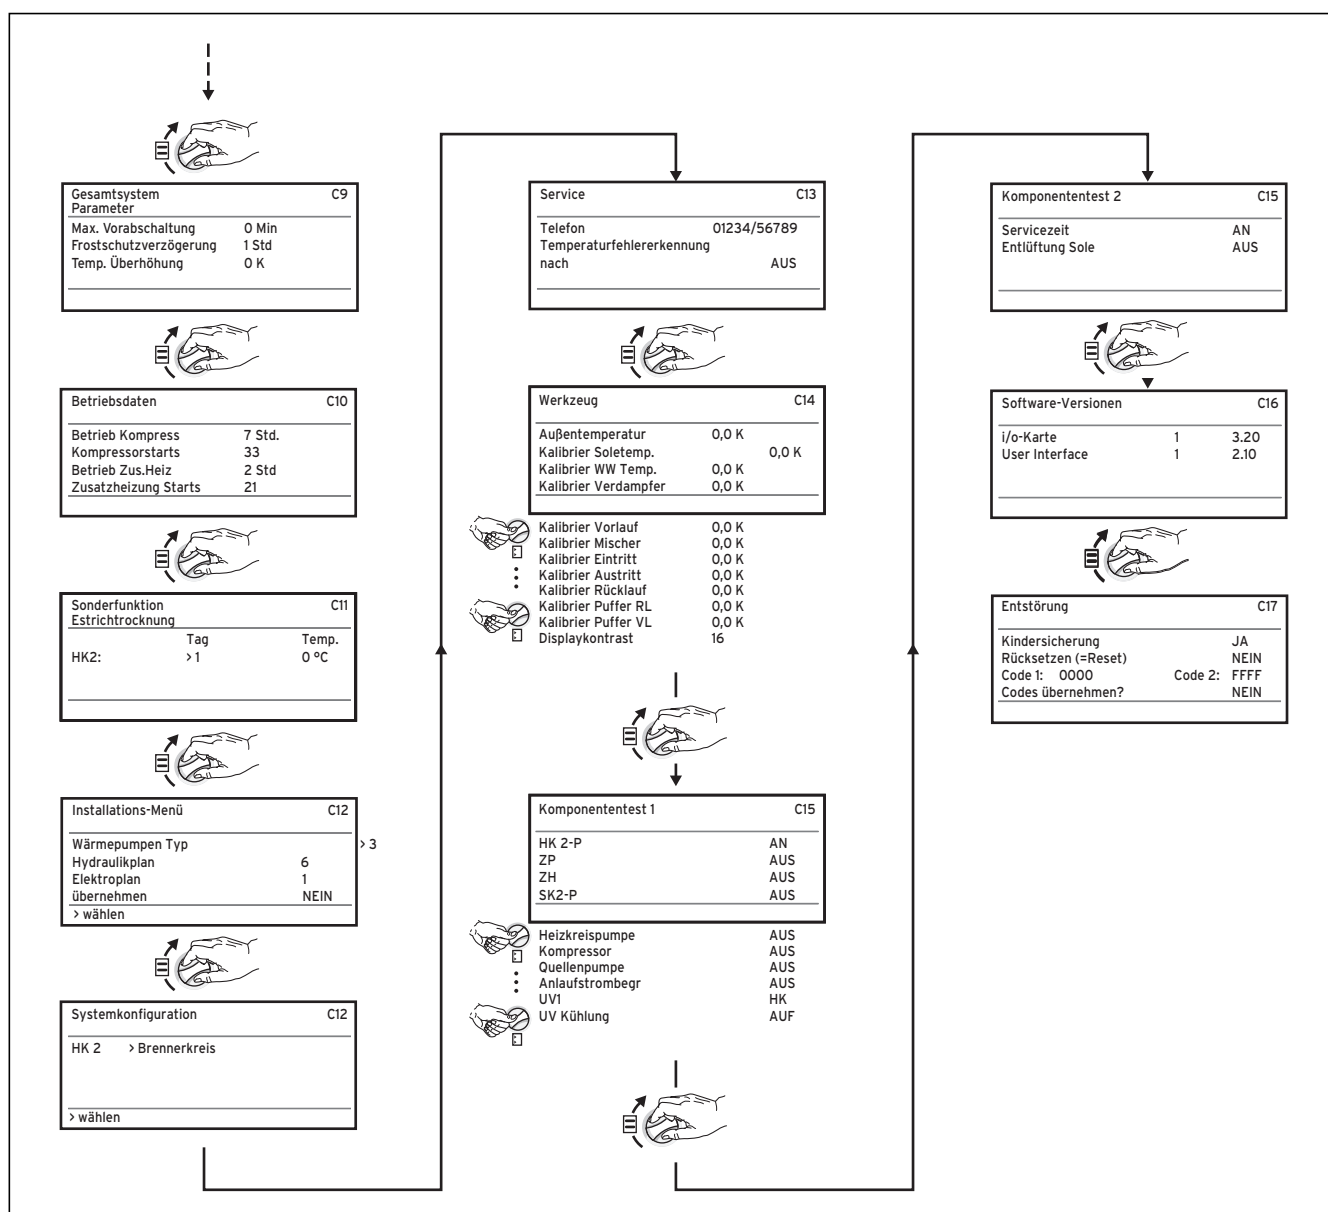 Gesamtsystem C9
Parameter
Max. Vorabschaltung 0 Min
Frostschutzverzögerung 1 Std
Temp. Überhöhung 0 K
Betriebsdaten C10
Betrieb Kompress 7 Std.
Kompressorstarts 33
Betrieb Zus.Heiz 2 Std
Zusatzheizung Starts 21
Sonderfunktion C11
Estrichtrocknung
Tag Temp.
HK2: > 1 0 °C
Installations-Menü C12
Wärmepumpen Typ > 3
Hydraulikplan 6
Elektroplan 1
übernehmen NEIN
> wählen
Systemkonfiguration C12
HK 2 > Brennerkreis
> wählen
Service C13
Telefon 01234/56789
Temperaturfehlererkennung
nach AUS
Werkzeug C14
Außentemperatur 0,0 K
Kalibrier Soletemp. 0,0 K
Kalibrier WW Temp. 0,0 K
Kalibrier Verdampfer 0,0 K
Kalibrier Vorlauf 0,0 K
Kalibrier Mischer 0,0 K
Kalibrier Eintritt 0,0 K
Kalibrier Austritt 0,0 K
Kalibrier Rücklauf 0,0 K
Kalibrier Puffer RL 0,0 K
Kalibrier Puffer VL 0,0 K
Displaykontrast 16
Komponententest 1 C15
HK 2-P AN
ZP AUS
ZH AUS
SK2-P AUS
Heizkreispumpe AUS
Kompressor AUS
Quellenpumpe AUS
Anlaufstrombegr AUS
UV1 HK
UV Kühlung AUF
Komponententest 2 C15
Servicezeit AN
Entlüftung Sole AUS
Software-Versionen C16
i/o-Karte 1 3.20
User Interface 1 2.10
Entstörung C17
Kindersicherung JA
Rücksetzen (=Reset) NEIN
Code 1: 0000 Code 2: FFFF
Codes übernehmen? NEIN